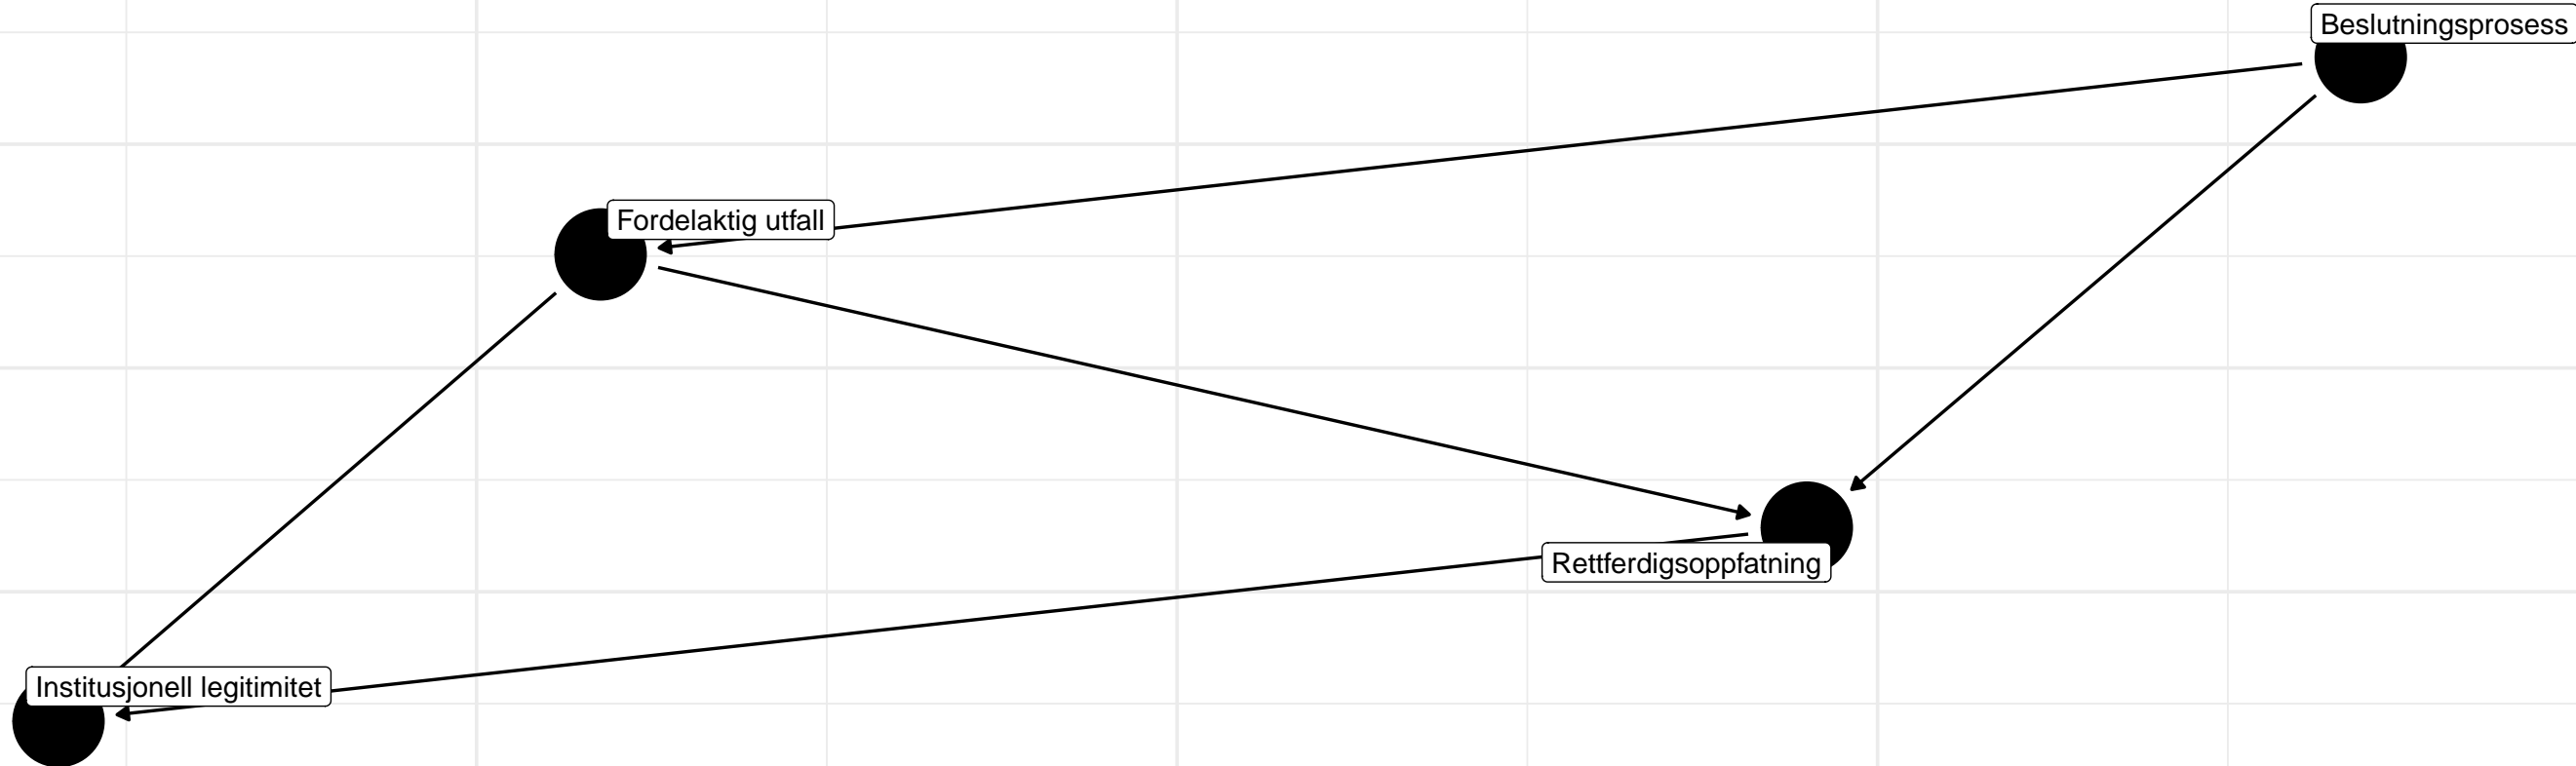 Beslutningsprosess
Fordelaktig utfall
Rettferdigsoppfatning
Institusjonell legitimitet